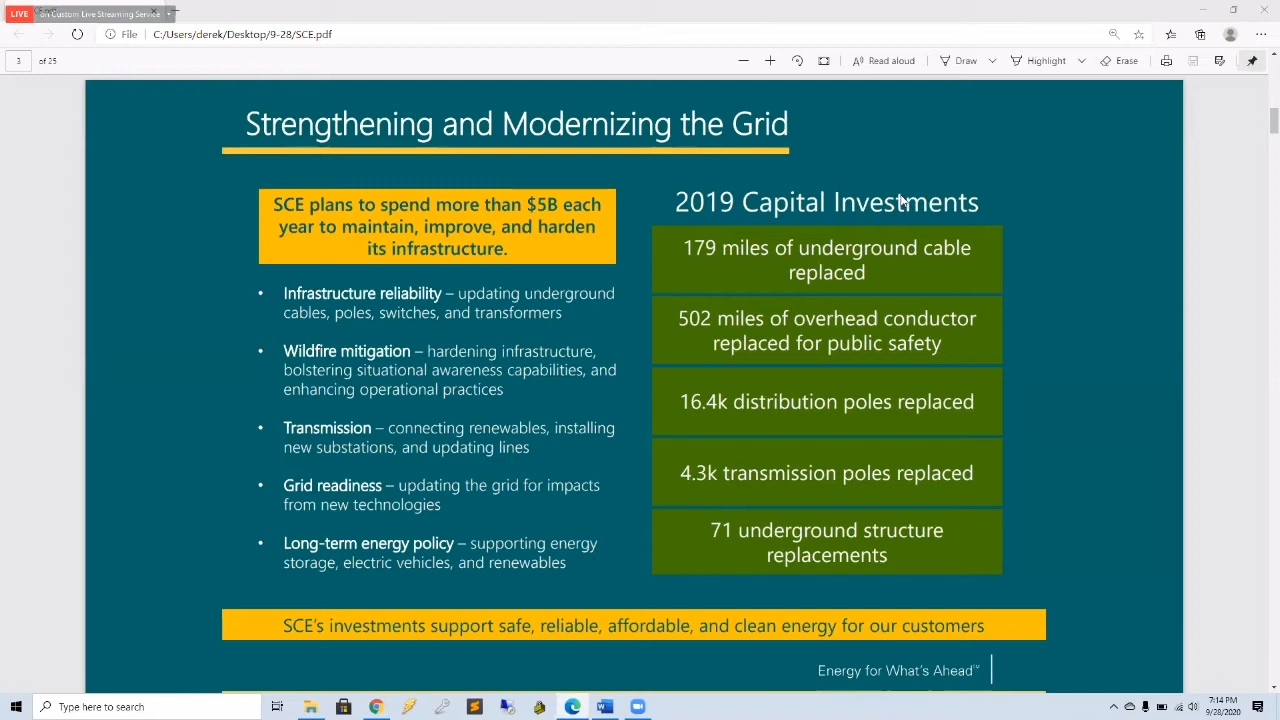 LIVE on Custom Live Streaming Service
File C:/Users/derek/Desktop/9-28/SCE.pdf
3 of 25
Read aloud Draw Highlight Erase
Strengthening and Modernizing the Grid
SCE plans to spend more than $5B each
year to maintain, improve, and harden
its infrastructure.
• Infrastructure reliability – updating underground
cables, poles, switches, and transformers
• Wildfire mitigation – hardening infrastructure,
bolstering situational awareness capabilities, and
enhancing operational practices
• Transmission – connecting renewables, installing
new substations, and updating lines
• Grid readiness – updating the grid for impacts
from new technologies
• Long-term energy policy – supporting energy
storage, electric vehicles, and renewables
2019 Capital Investments
179 miles of underground cable
replaced
502 miles of overhead conductor
replaced for public safety
16.4k distribution poles replaced
4.3k transmission poles replaced
71 underground structure
replacements
SCE's investments support safe, reliable, affordable, and clean energy for our customers
Energy for What's Ahead℠
Type here to search
7:14 PM
9/28/2020